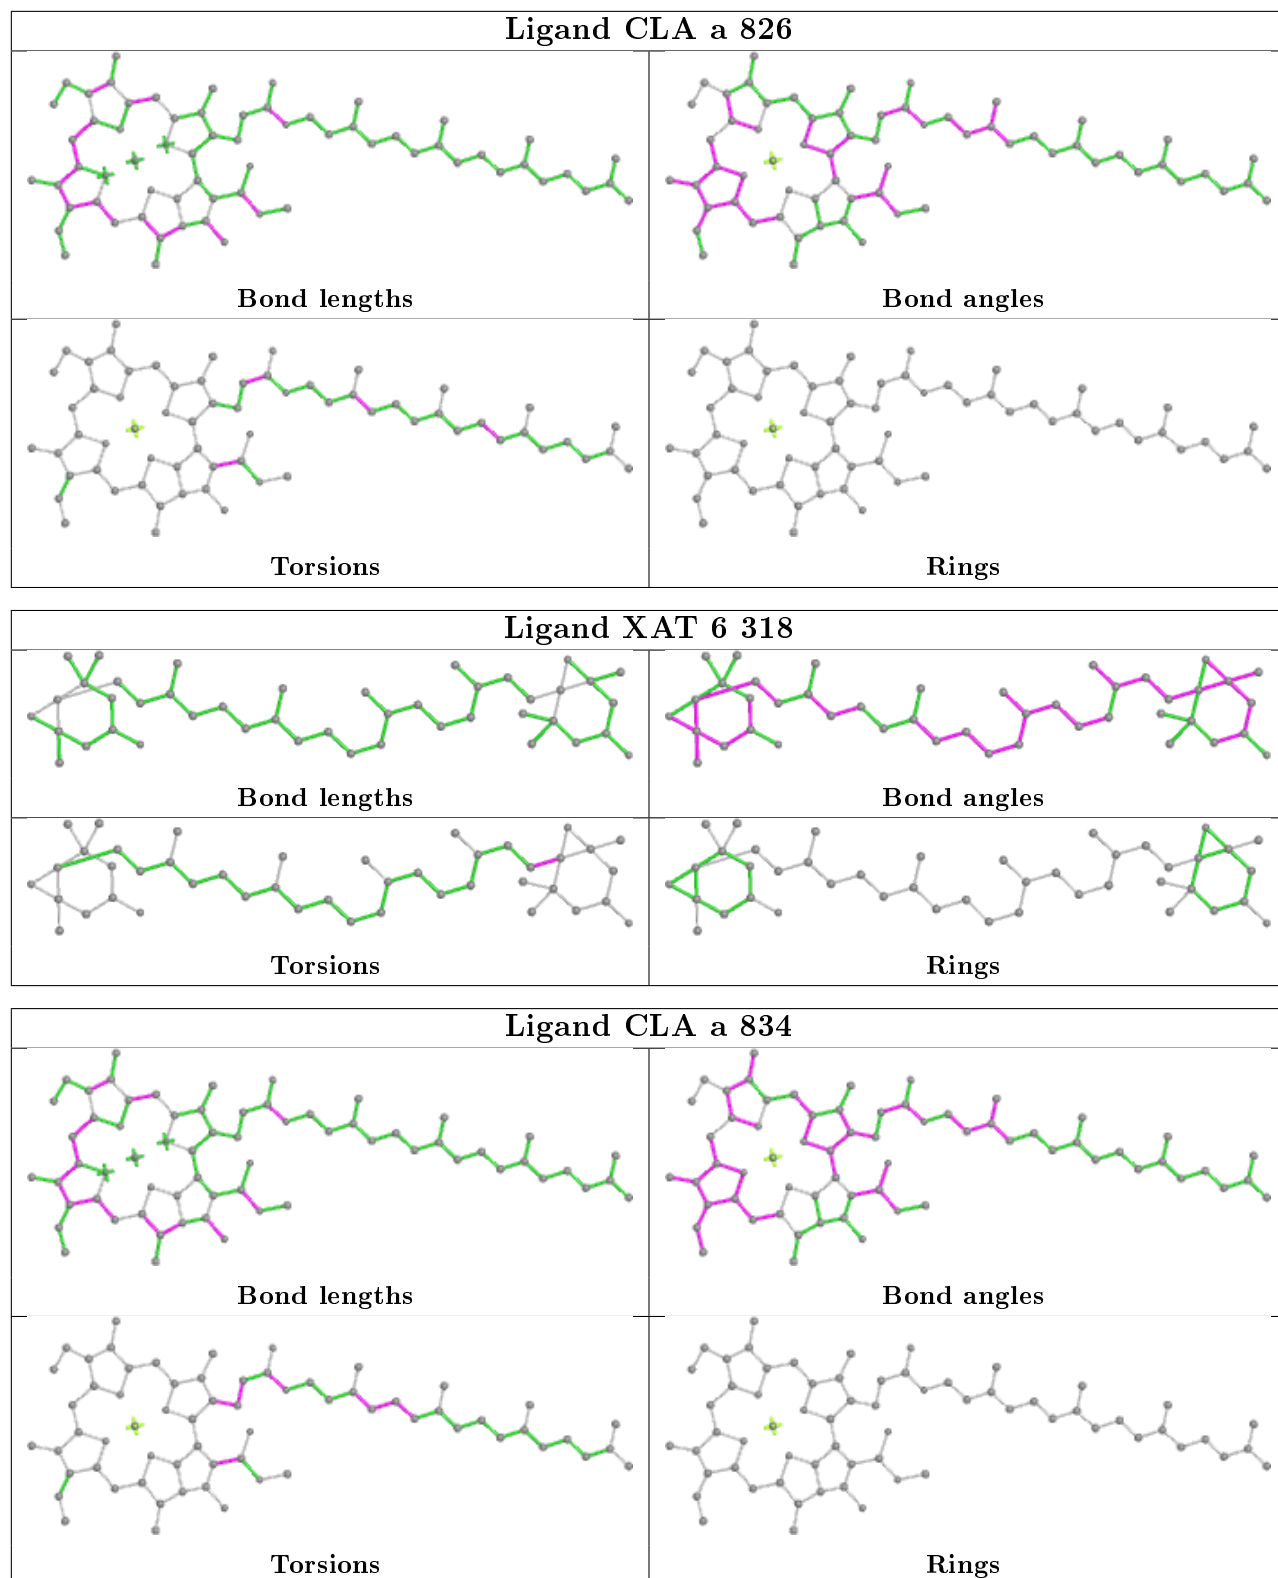 Ligand CLA a 826
Bond lengths
Bond angles
Torsions
Rings
Ligand XAT 6 318
Bond lengths
Bond angles
Torsions
Rings
Ligand CLA a 834
Bond lengths
Bond angles
Torsions
Rings